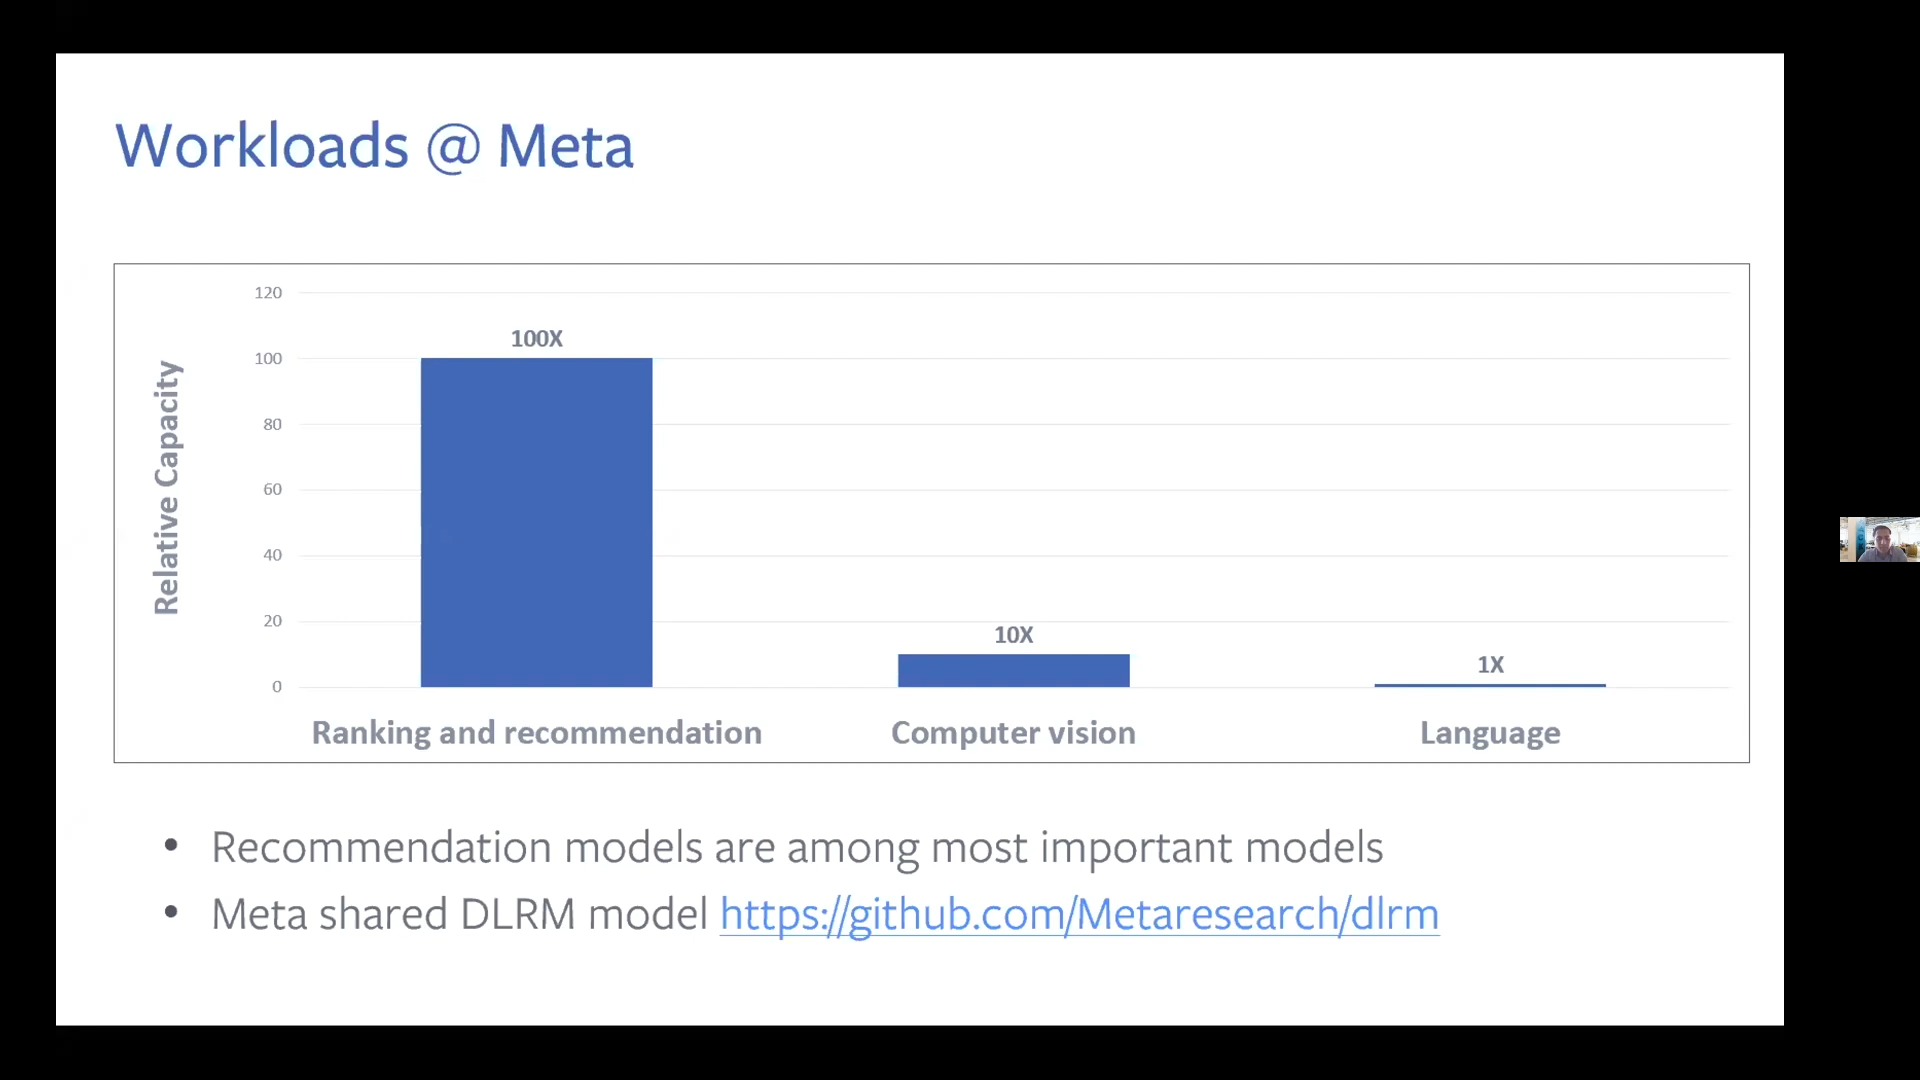 Workloads @ Meta
Relative Capacity
120
100
80
60
40
20
0
100X
10X
1X
Ranking and recommendation
Computer vision
Language
• Recommendation models are among most important models
• Meta shared DLRM model https://github.com/Metaresearch/dlrm